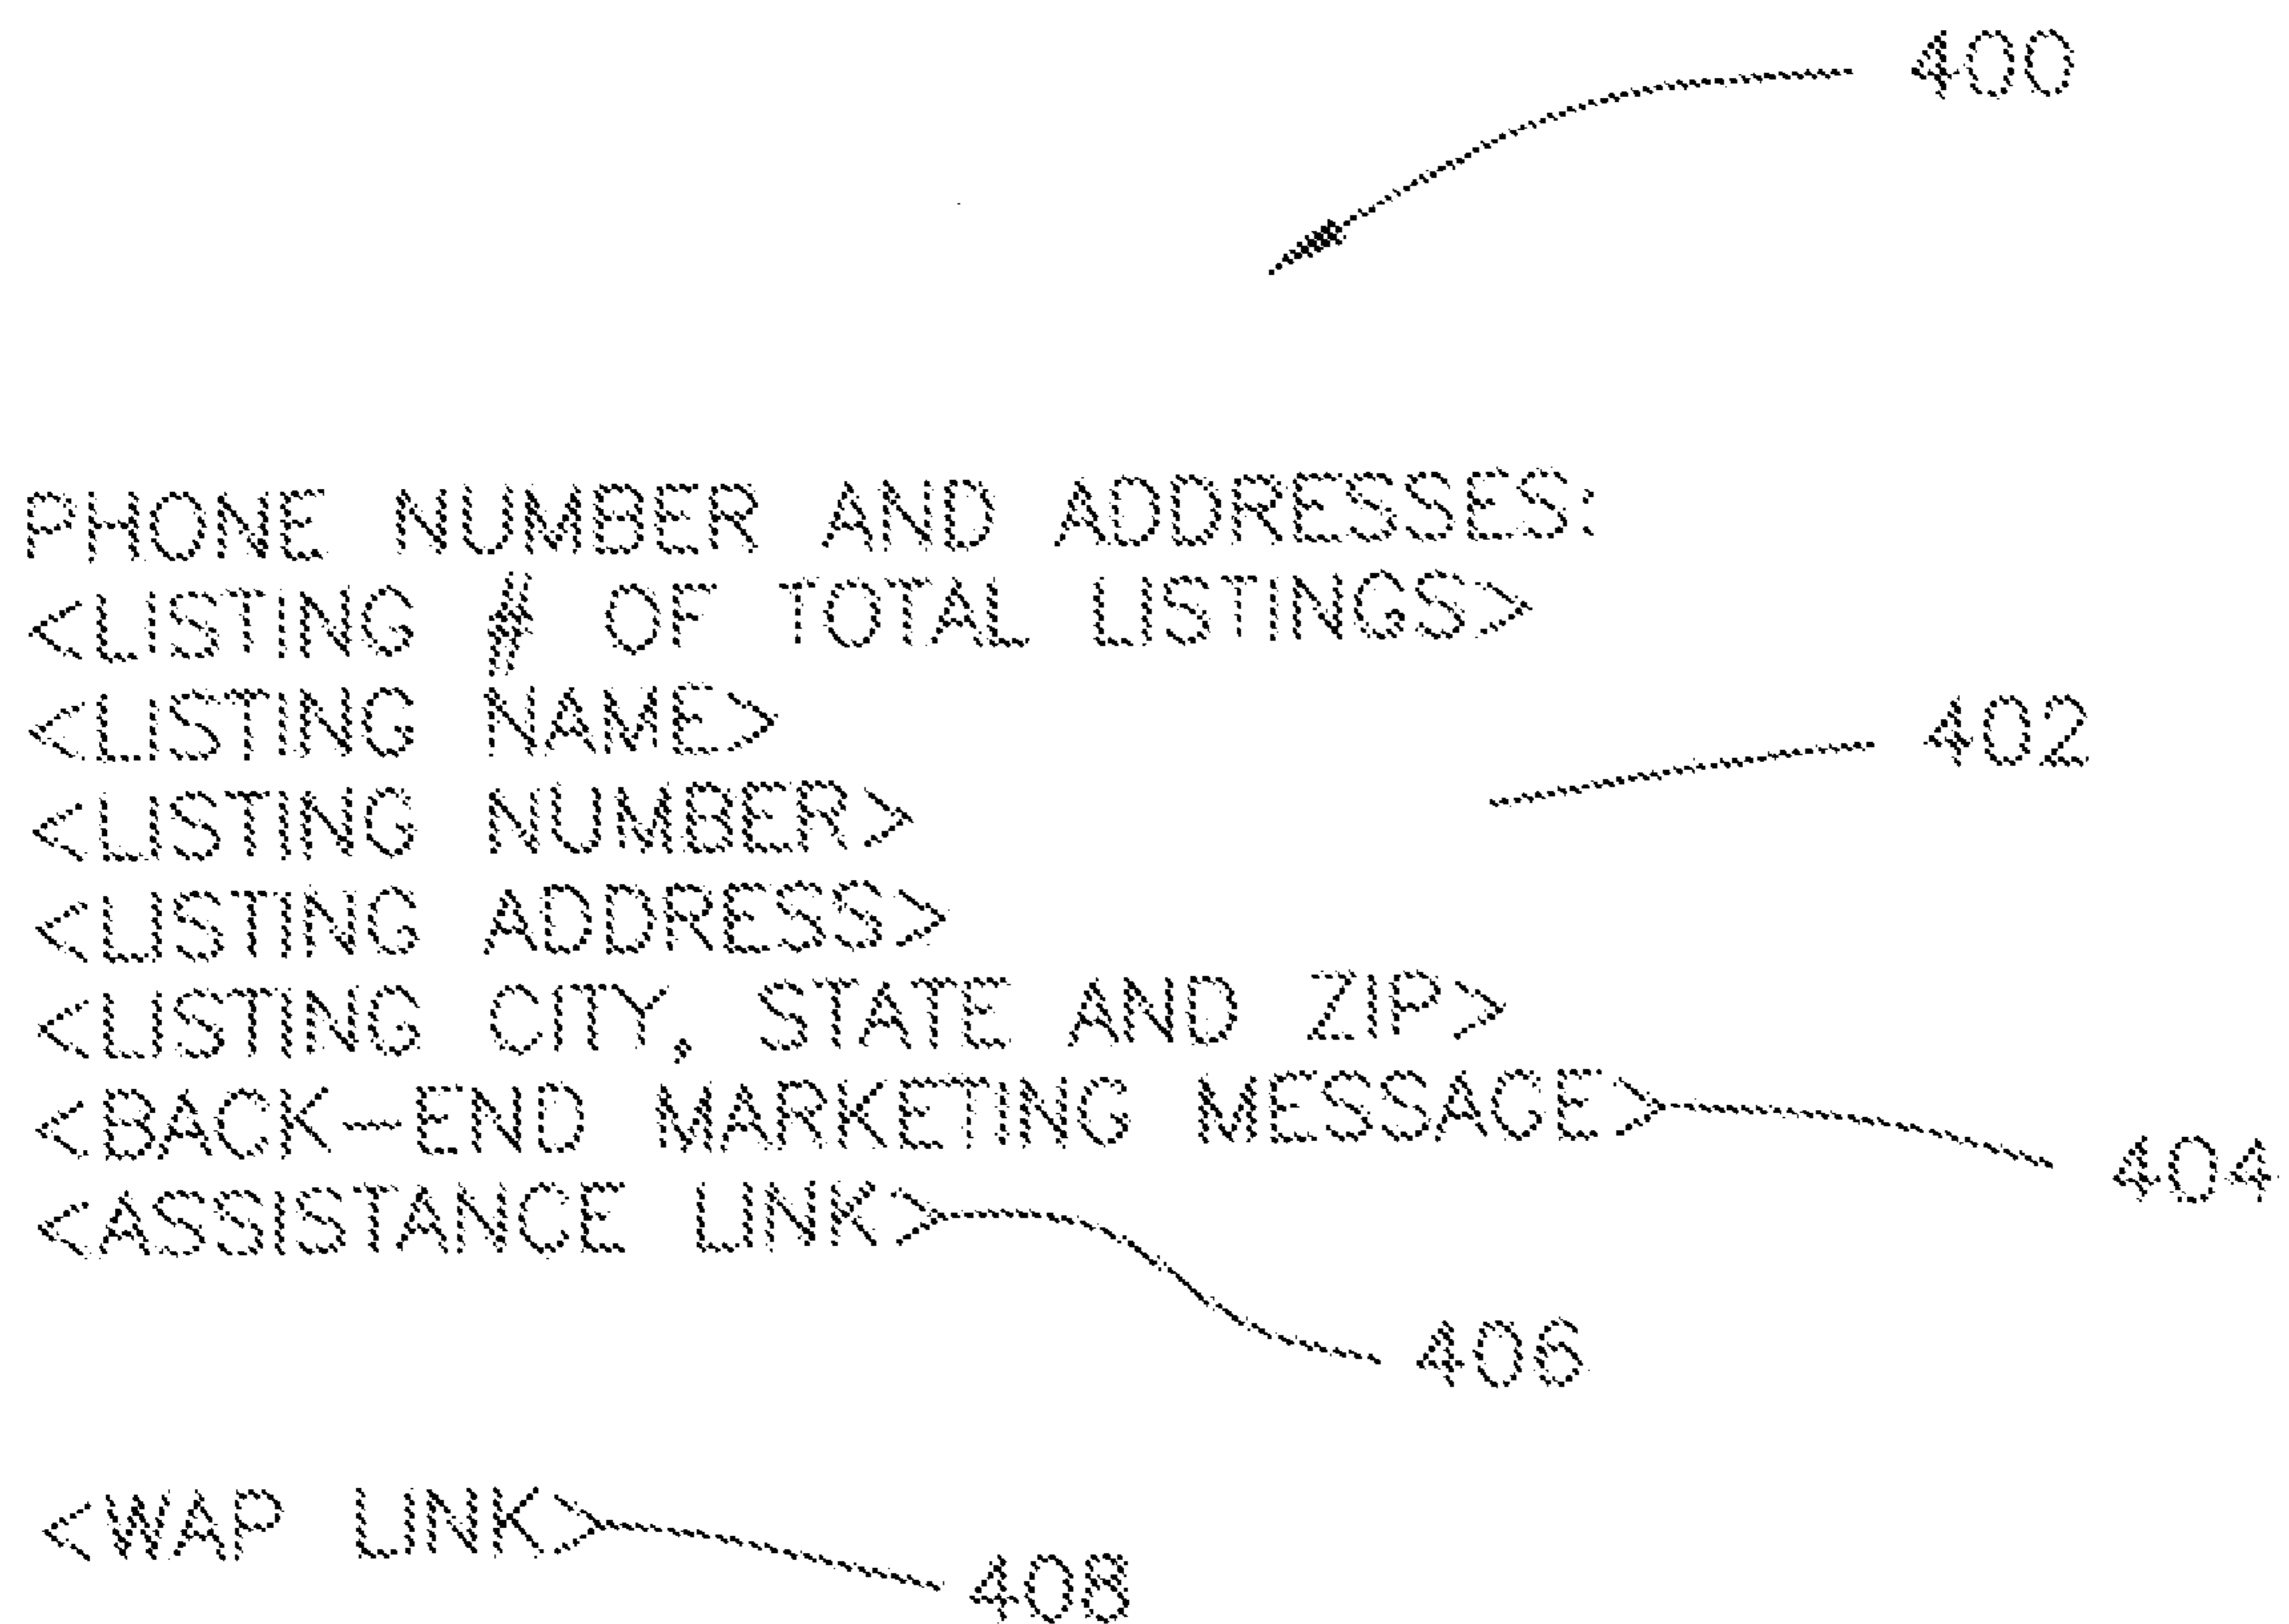 400
PHONE NUMBER AND ADDRESSES:
<LISTING # OF TOTAL LISTINGS>
<LISTING NAME>
402
<LISTING NUMBER>
<LISTING ADDRESS>
<LISTING CITY, STATE AND ZIP>
<BACK-END MARKETING MESSAGE>
404
<ASSISTANCE LINK>
406
<WAP LINK>
408